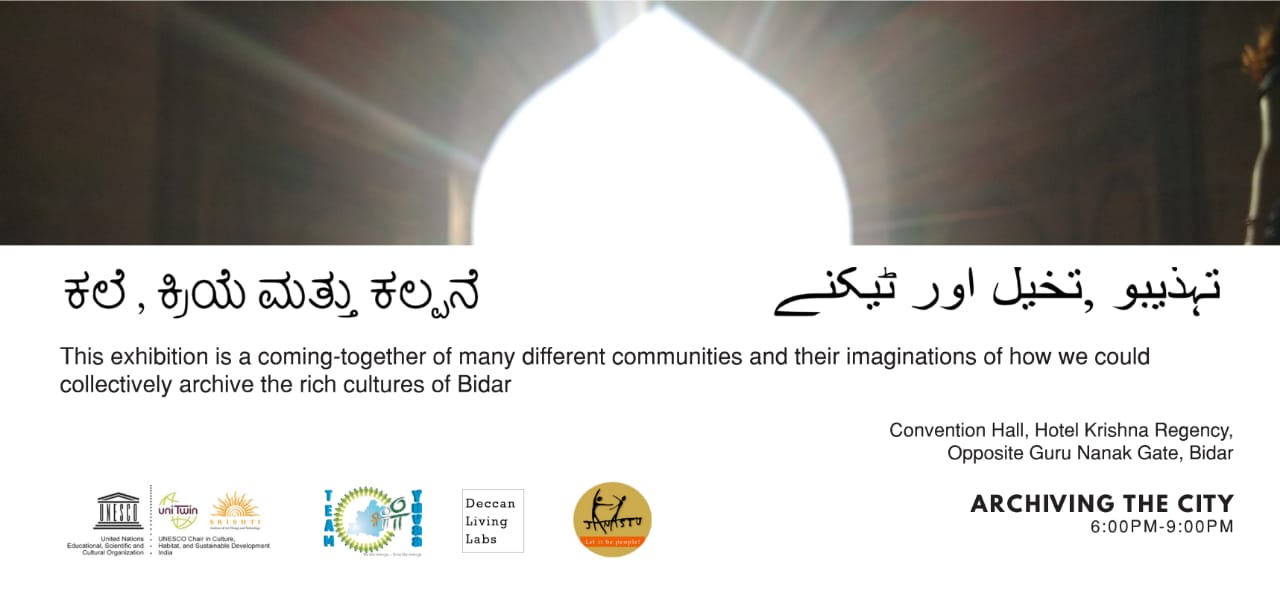 ಕಲೆ , ಕ್ರಿಯೆ ಮತ್ತು ಕಲ್ಪನೆ
تہذیبو ,تخیل اور ٹیکنے
This exhibition is a coming-together of many different communities and their imaginations of how we could
collectively archive the rich cultures of Bidar
Convention Hall, Hotel Krishna Regency,
Opposite Guru Nanak Gate, Bidar
UNESCO
United Nations
Educational, Scientific and
Cultural Organization
uniTwin
SRISHTI
UNESCO Chair in Culture,
Habitat, and Sustainable Development
India
TEAM
YUVAA
Deccan
Living
Labs
Let it be people!
ARCHIVING THE CITY
6:00PM-9:00PM